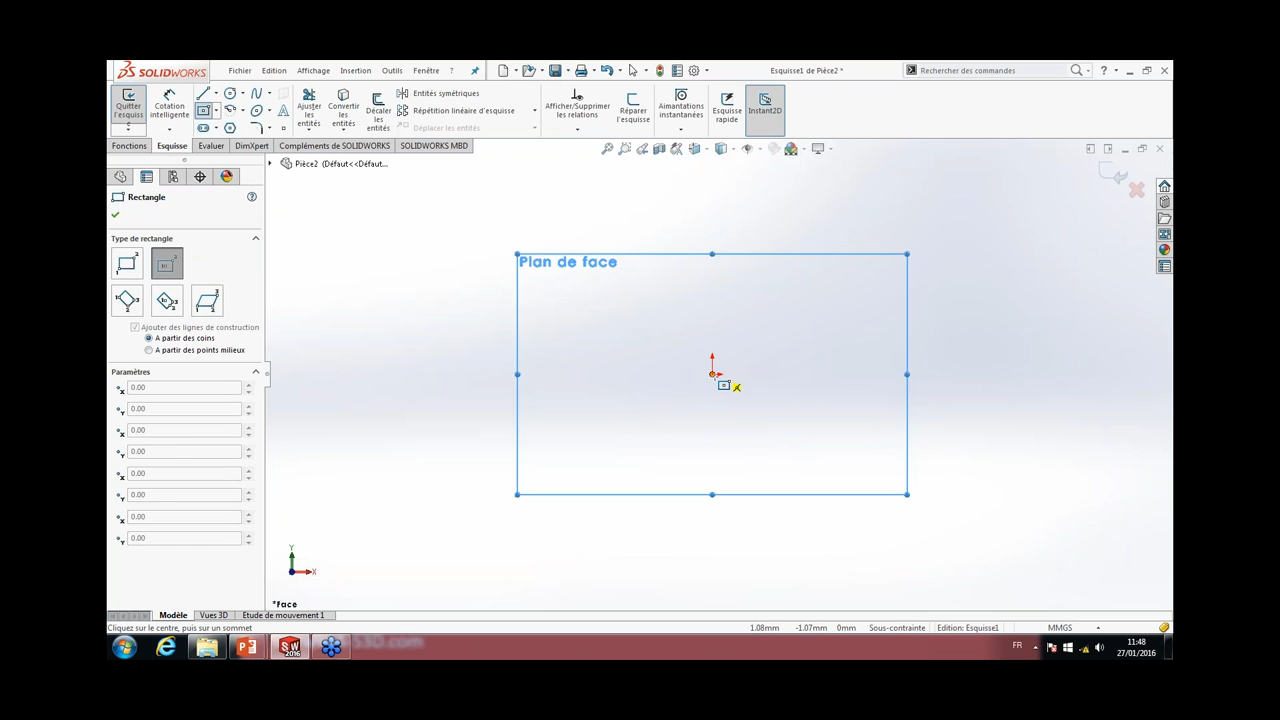 SOLIDWORKS
Fichier Edition Affichage Insertion Outils Fenêtre ? Esquisse1 de Pièce2 * Rechercher des commandes ?
Quitter l'esquiss e
Cotation intelligente
Ajuster les entités
Convertir les entités
Décaler les entités
Entités symétriques
Répétition linéaire d'esquisse
Déplacer les entités
Afficher/Supprimer les relations
Réparer l'esquisse
Aimantations instantanées
Esquisse rapide
Instant2D
Fonctions Esquisse Evaluer DimXpert Compléments de SOLIDWORKS SOLIDWORKS MBD
Pièce2 (Défaut<<Défaut...
Rectangle ?
Type de rectangle
Ajouter des lignes de construction
A partir des coins
A partir des points milieux
Paramètres
0.00
0.00
0.00
0.00
0.00
0.00
0.00
0.00
Plan de face
Y
X
*Face
Modèle Vues 3D Etude de mouvement 1
Cliquez sur le centre, puis sur un sommet 1.08mm -1.07mm 0mm Sous-contrainte Edition: Esquisse1 MMGS
SW 2016
FR
11:48
27/01/2016